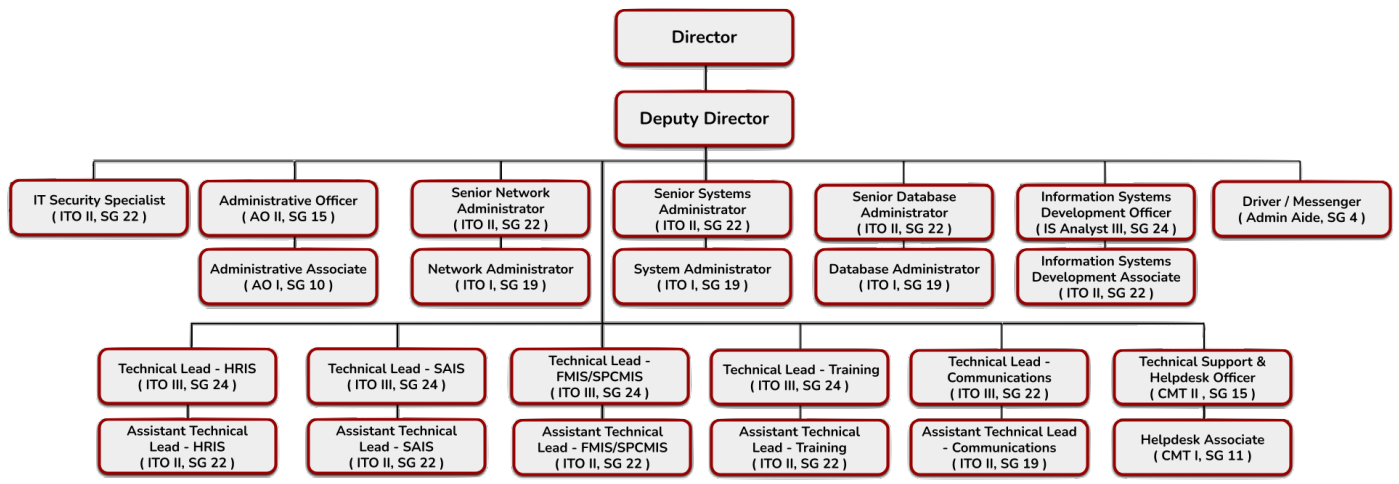 Director
Deputy Director
IT Security Specialist
( ITO II, SG 22 )
Administrative Officer
( AO II, SG 15 )
Senior Network
Administrator
(ITO II, SG 22 )
Senior Systems
Administrator
( ITO II, SG 22 )
Senior Database
Administrator
( ITO II, SG 22 )
Information Systems
Development Officer
( IS Analyst III, SG 24 )
Driver / Messenger
( Admin Aide, SG 4 )
Administrative Associate
( AO I, SG 10 )
Network Administrator
( ITO I, SG 19 )
System Administrator
( ITO I, SG 19 )
Database Administrator
( ITO I, SG 19 )
Information Systems
Development Associate
( ITO II, SG 22 )
Technical Lead - HRIS
( ITO III, SG 24 )
Technical Lead - SAIS
( ITO III, SG 24 )
Technical Lead -
FMIS/SPCMIS
( ITO III, SG 24 )
Technical Lead - Training
( ITO III, SG 24 )
Technical Lead -
Communications
( ITO III, SG 22 )
Technical Support &
Helpdesk Officer
( CMT II , SG 15 )
Assistant Technical
Lead - HRIS
( ITO II, SG 22 )
Assistant Technical
Lead - SAIS
( ITO II, SG 22 )
Assistant Technical
Lead - FMIS/SPCMIS
( ITO II, SG 22 )
Assistant Technical
Lead - Training
( ITO II, SG 22 )
Assistant Technical Lead
- Communications
( ITO II, SG 19 )
Helpdesk Associate
( CMT I, SG 11 )